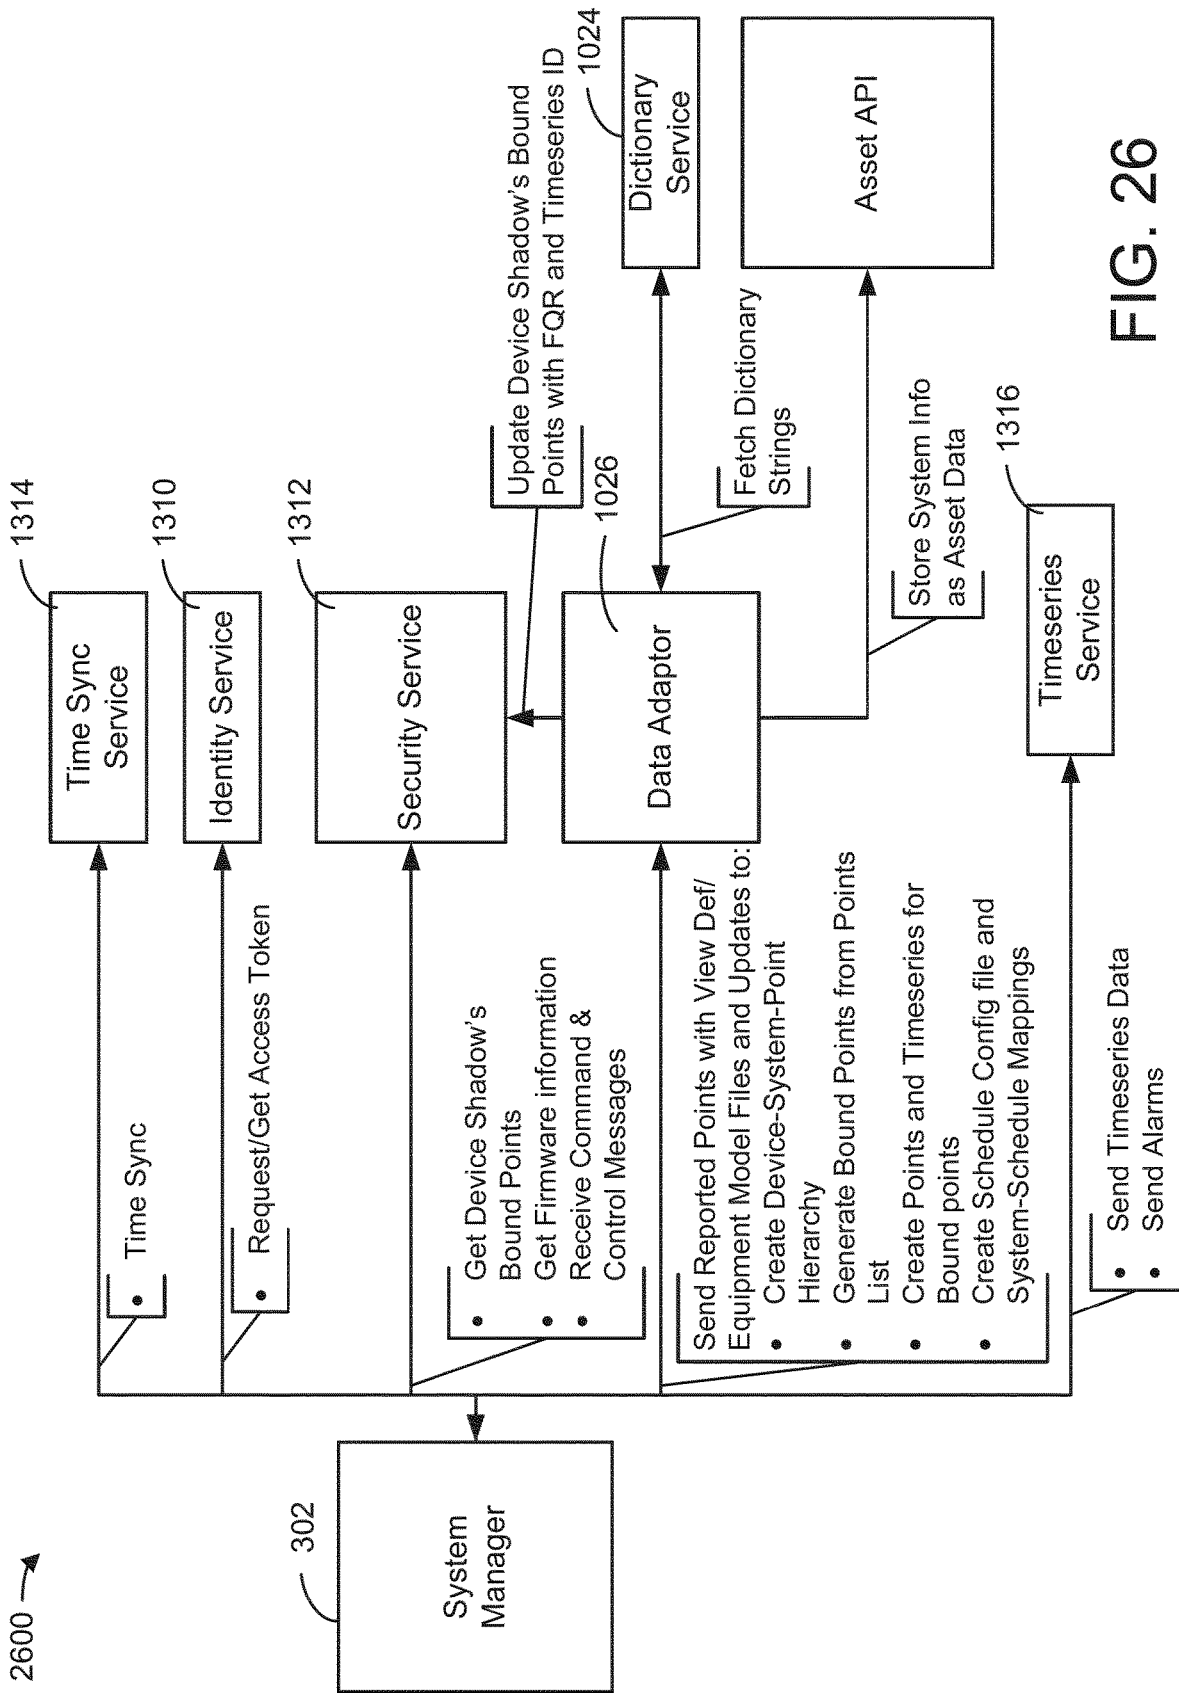 2600
302
System
Manager
Time Sync
Request/Get Access Token
Get Device Shadow's
Bound Points
Get Firmware information
Receive Command &
Control Messages
Send Reported Points with View Def/
Equipment Model Files and Updates to:
Create Device-System-Point
Hierarchy
Generate Bound Points from Points
List
Create Points and Timeseries for
Bound points
Create Schedule Config file and
System-Schedule Mappings
Send Timeseries Data
Send Alarms
1314
Time Sync
Service
1310
Identity Service
1312
Security Service
1026
Data Adaptor
1316
Timeseries
Service
Update Device Shadow's Bound
Points with FQR and Timeseries ID
Fetch Dictionary
Strings
Store System Info
as Asset Data
1024
Dictionary
Service
Asset API
FIG. 26